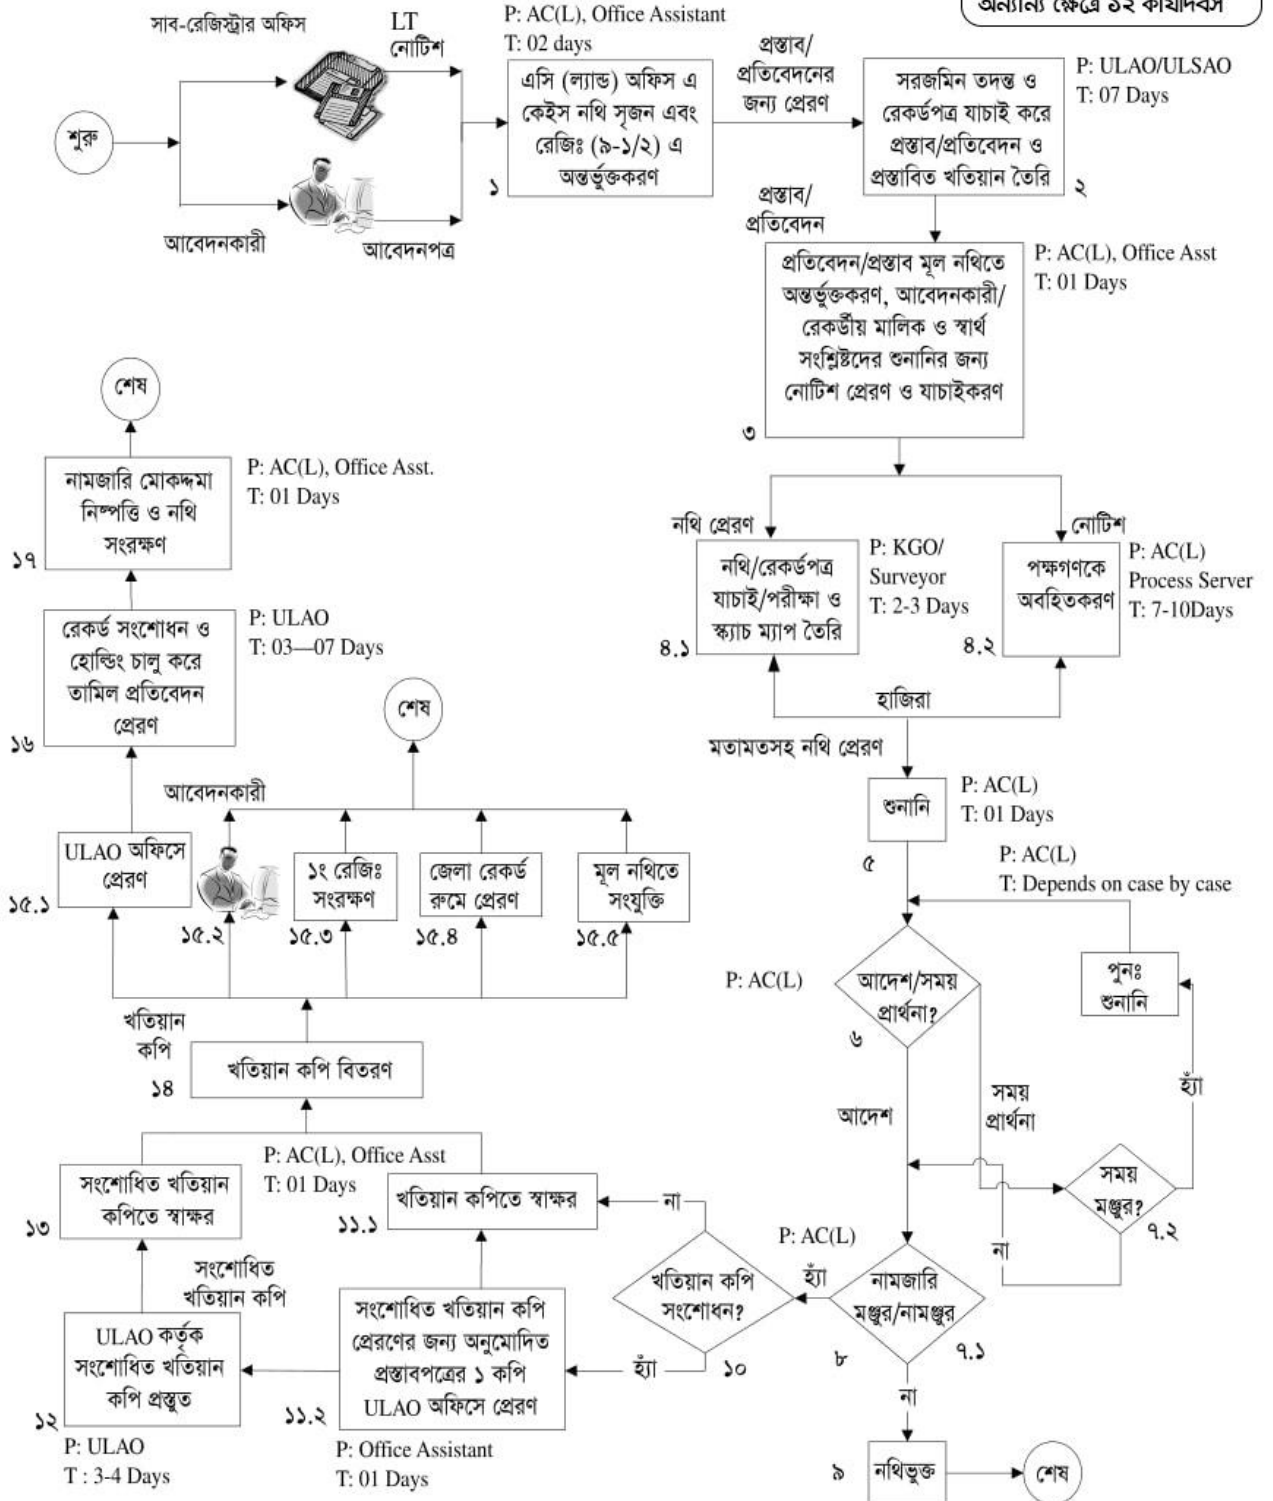 অন্যান্য ক্ষেত্রে ১২ কার্যদিবস
সাব-রেজিস্ট্রার অফিস
LT
নোটিশ
শুরু
আবেদনকারী
আবেদনপত্র
P: AC(L), Office Assistant
T: 02 days
এসি (ল্যান্ড) অফিস এ
কেইস নথি সৃজন এবং
রেজিঃ (৯-১/২) এ
অন্তর্ভুক্তকরণ
১
প্রস্তাব/
প্রতিবেদনের
জন্য প্রেরণ
সরজমিন তদন্ত ও
রেকর্ডপত্র যাচাই করে
প্রস্তাব/প্রতিবেদন ও
প্রস্তাবিত খতিয়ান তৈরি
২
P: ULAO/ULSAO
T: 07 Days
প্রস্তাব/
প্রতিবেদন
প্রতিবেদন/প্রস্তাব মূল নথিতে
অন্তর্ভুক্তকরণ, আবেদনকারী/
রেকর্ডীয় মালিক ও স্বার্থ
সংশ্লিষ্টদের শুনানির জন্য
নোটিশ প্রেরণ ও যাচাইকরণ
৩
P: AC(L), Office Asst
T: 01 Days
নথি প্রেরণ
নথি/রেকর্ডপত্র
যাচাই/পরীক্ষা ও
স্ক্যাচ ম্যাপ তৈরি
৪.১
P: KGO/
Surveyor
T: 2-3 Days
নোটিশ
পক্ষগণকে
অবহিতকরণ
৪.২
P: AC(L)
Process Server
T: 7-10Days
হাজিরা
মতামতসহ নথি প্রেরণ
শুনানি
৫
P: AC(L)
T: 01 Days
P: AC(L)
T: Depends on case by case
P: AC(L)
আদেশ/সময়
প্রার্থনা?
৬
পুনঃ
শুনানি
হ্যাঁ
সময়
প্রার্থনা
আদেশ
সময়
মঞ্জুর?
৭.২
না
P: AC(L)
নামজারি
মঞ্জুর/নামঞ্জুর
৭.১
৮
হ্যাঁ
না
৯
নথিভুক্ত
শেষ
খতিয়ান কপি
সংশোধন?
১০
না
হ্যাঁ
P: AC(L), Office Asst
T: 01 Days
খতিয়ান কপিতে স্বাক্ষর
১১.১
সংশোধিত খতিয়ান কপি
প্রেরণের জন্য অনুমোদিত
প্রস্তাবপত্রের ১ কপি
ULAO অফিসে প্রেরণ
১১.২
P: Office Assistant
T: 01 Days
ULAO কর্তৃক
সংশোধিত খতিয়ান
কপি প্রস্তুত
১২
P: ULAO
T : 3-4 Days
সংশোধিত
খতিয়ান কপি
সংশোধিত খতিয়ান
কপিতে স্বাক্ষর
১৩
খতিয়ান কপি বিতরণ
১৪
খতিয়ান
কপি
ULAO অফিসে
প্রেরণ
১৫.১
আবেদনকারী
১৫.২
১ং রেজিঃ
সংরক্ষণ
১৫.৩
জেলা রেকর্ড
রুমে প্রেরণ
১৫.৪
মূল নথিতে
সংযুক্তি
১৫.৫
শেষ
রেকর্ড সংশোধন ও
হোল্ডিং চালু করে
তামিল প্রতিবেদন
প্রেরণ
১৬
P: ULAO
T: 03—07 Days
নামজারি মোকদ্দমা
নিষ্পত্তি ও নথি
সংরক্ষণ
১৭
P: AC(L), Office Asst.
T: 01 Days
শেষ